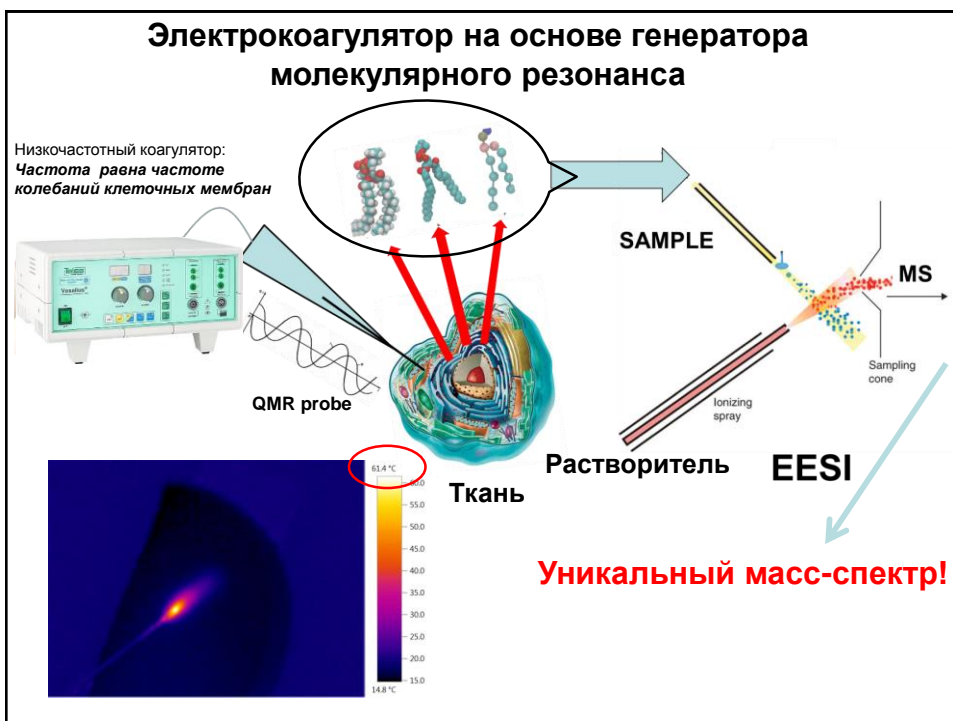 Электрокоагулятор на основе генератора
молекулярного резонанса
Низкочастотный коагулятор:
Частота равна частоте
колебаний клеточных мембран
SAMPLE
MS
Sampling
cone
QMR probe
Ionizing
spray
Растворитель
EESI
Ткань
61.4 °C
60.0
55.0
50.0
45.0
40.0
35.0
30.0
25.0
20.0
15.0
14.8 °C
Уникальный масс-спектр!